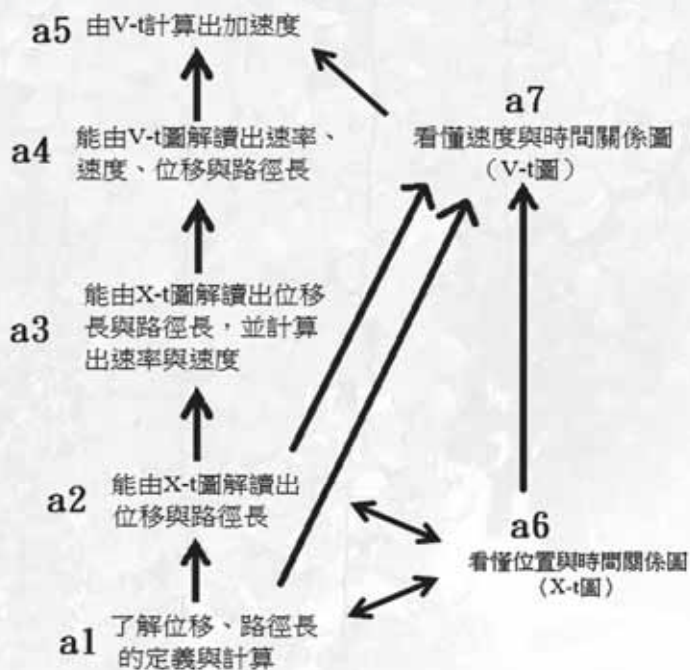 a5 由V-t計算出加速度
a7
看懂速度與時間關係圖
（V-t圖）
a4 能由V-t圖解讀出速率、
速度、位移與路徑長
a3 能由X-t圖解讀出位移
長與路徑長，並計算
出速率與速度
a2 能由X-t圖解讀出
位移與路徑長
a6
看懂位置與時間關係圖
（X-t圖）
a1 了解位移、路徑長
的定義與計算